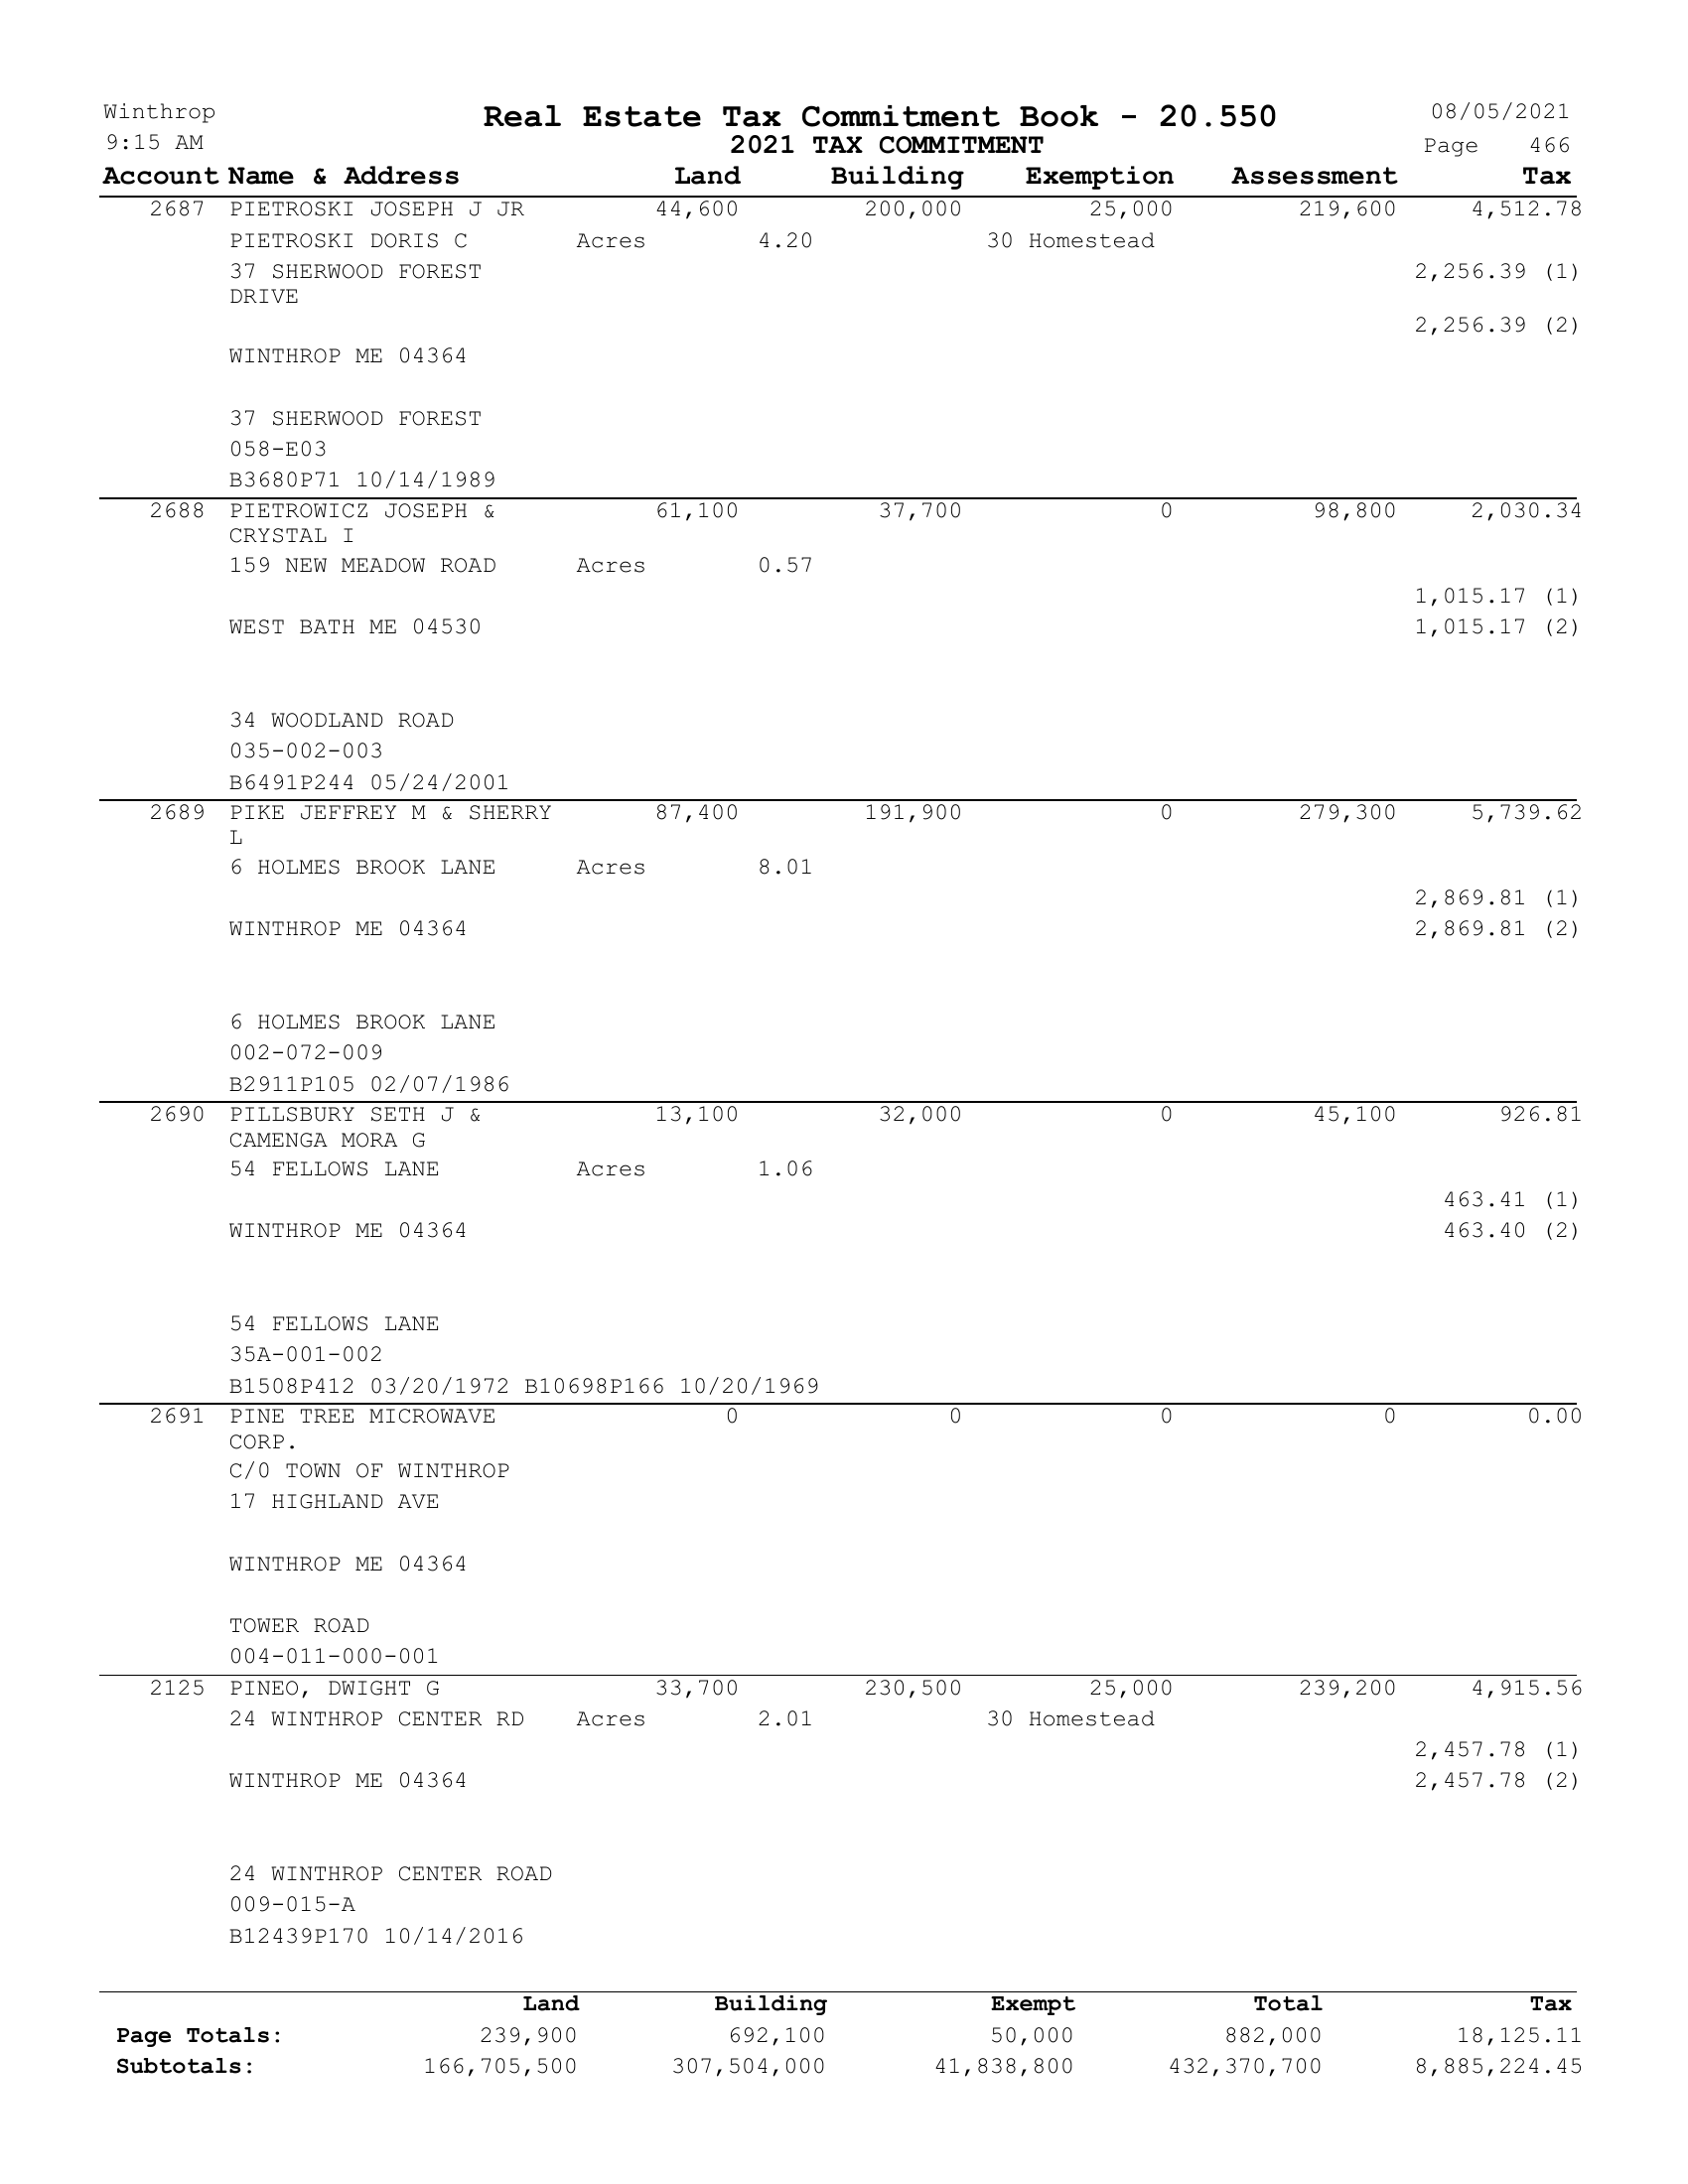 Winthrop Real Estate Tax Commitment Book - 20.550 08/05/2021
9:15 AM 2021 TAX COMMITMENT Page 466
Account Name & Address Land Building Exemption Assessment Tax
2687 PIETROSKI JOSEPH J JR 44,600 200,000 25,000 219,600 4,512.78
PIETROSKI DORIS C Acres 4.20 30 Homestead
37 SHERWOOD FOREST 2,256.39 (1)
DRIVE
2,256.39 (2)
WINTHROP ME 04364
37 SHERWOOD FOREST
058-E03
B3680P71 10/14/1989
2688 PIETROWICZ JOSEPH & 61,100 37,700 0 98,800 2,030.34
CRYSTAL I
159 NEW MEADOW ROAD Acres 0.57
1,015.17 (1)
WEST BATH ME 04530 1,015.17 (2)
34 WOODLAND ROAD
035-002-003
B6491P244 05/24/2001
2689 PIKE JEFFREY M & SHERRY 87,400 191,900 0 279,300 5,739.62
L
6 HOLMES BROOK LANE Acres 8.01
2,869.81 (1)
WINTHROP ME 04364 2,869.81 (2)
6 HOLMES BROOK LANE
002-072-009
B2911P105 02/07/1986
2690 PILLSBURY SETH J & 13,100 32,000 0 45,100 926.81
CAMENGA MORA G
54 FELLOWS LANE Acres 1.06
463.41 (1)
WINTHROP ME 04364 463.40 (2)
54 FELLOWS LANE
35A-001-002
B1508P412 03/20/1972 B10698P166 10/20/1969
2691 PINE TREE MICROWAVE 0 0 0 0 0.00
CORP.
C/0 TOWN OF WINTHROP
17 HIGHLAND AVE
WINTHROP ME 04364
TOWER ROAD
004-011-000-001
2125 PINEO, DWIGHT G 33,700 230,500 25,000 239,200 4,915.56
24 WINTHROP CENTER RD Acres 2.01 30 Homestead
2,457.78 (1)
WINTHROP ME 04364 2,457.78 (2)
24 WINTHROP CENTER ROAD
009-015-A
B12439P170 10/14/2016
Land Building Exempt Total Tax
Page Totals: 239,900 692,100 50,000 882,000 18,125.11
Subtotals: 166,705,500 307,504,000 41,838,800 432,370,700 8,885,224.45